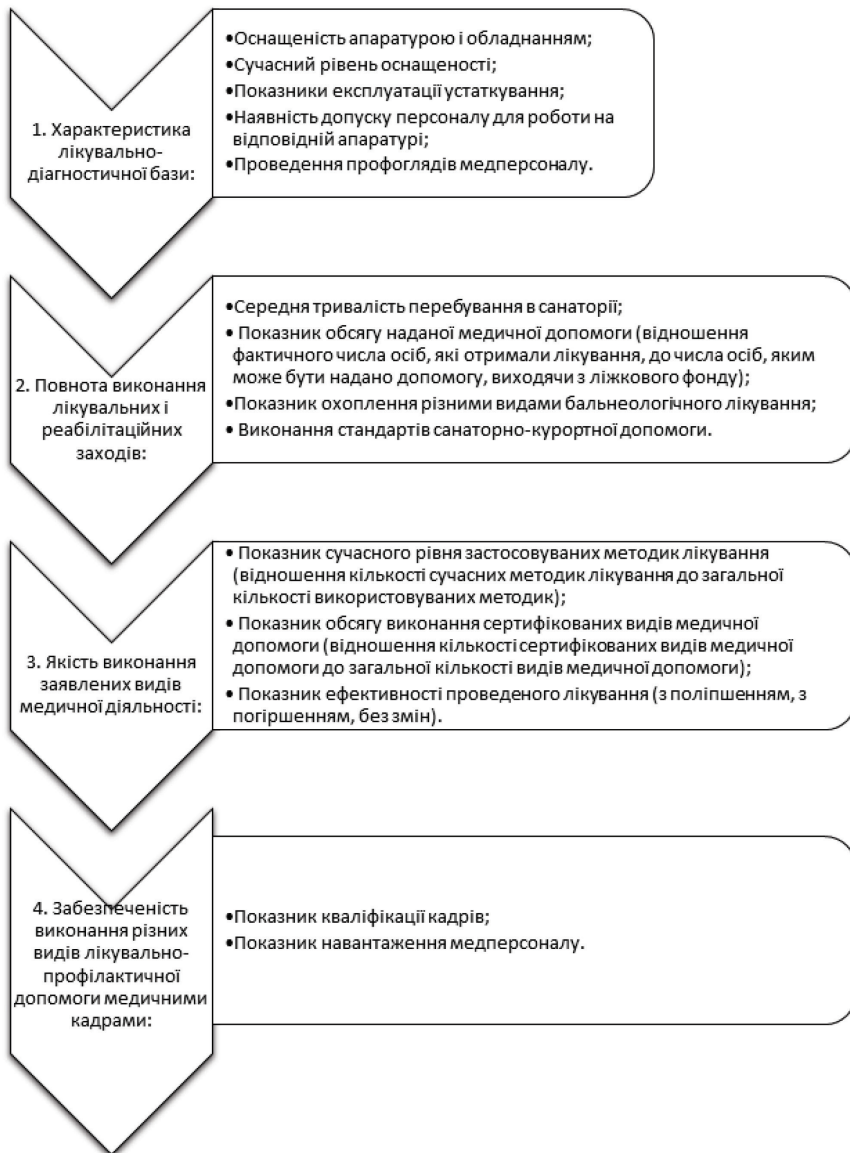 1. Характеристика
лікувально-
діагностичної бази:
•Оснащеність апаратурою і обладнанням;
•Сучасний рівень оснащеності;
•Показники експлуатації устаткування;
•Наявність допуску персоналу для роботи на
відповідній апаратурі;
•Проведення профоглядів медперсоналу.
2. Повнота виконання
лікувальних і
реабілітаційних
заходів:
•Середня тривалість перебування в санаторії;
• Показник обсягу наданої медичної допомоги (відношення
фактичного числа осіб, які отримали лікування, до числа осіб, яким
може бути надано допомогу, виходячи з ліжкового фонду);
•Показник охоплення різними видами бальнеологічного лікування;
• Виконання стандартів санаторно-курортної допомоги.
3. Якість виконання
заявлених видів
медичної діяльності:
• Показник сучасного рівня застосовуваних методик лікування
(відношення кількості сучасних методик лікування до загальної
кількості використовуваних методик);
• Показник обсягу виконання сертифікованих видів медичної
допомоги (відношення кількості сертифікованих видів медичної
допомоги до загальної кількості видів медичної допомоги);
• Показник ефективності проведеного лікування (з поліпшенням, з
погіршенням, без змін).
4. Забезпеченість
виконання різних
видів лікувально-
профілактичної
допомоги медичними
кадрами:
•Показник кваліфікації кадрів;
•Показник навантаження медперсоналу.